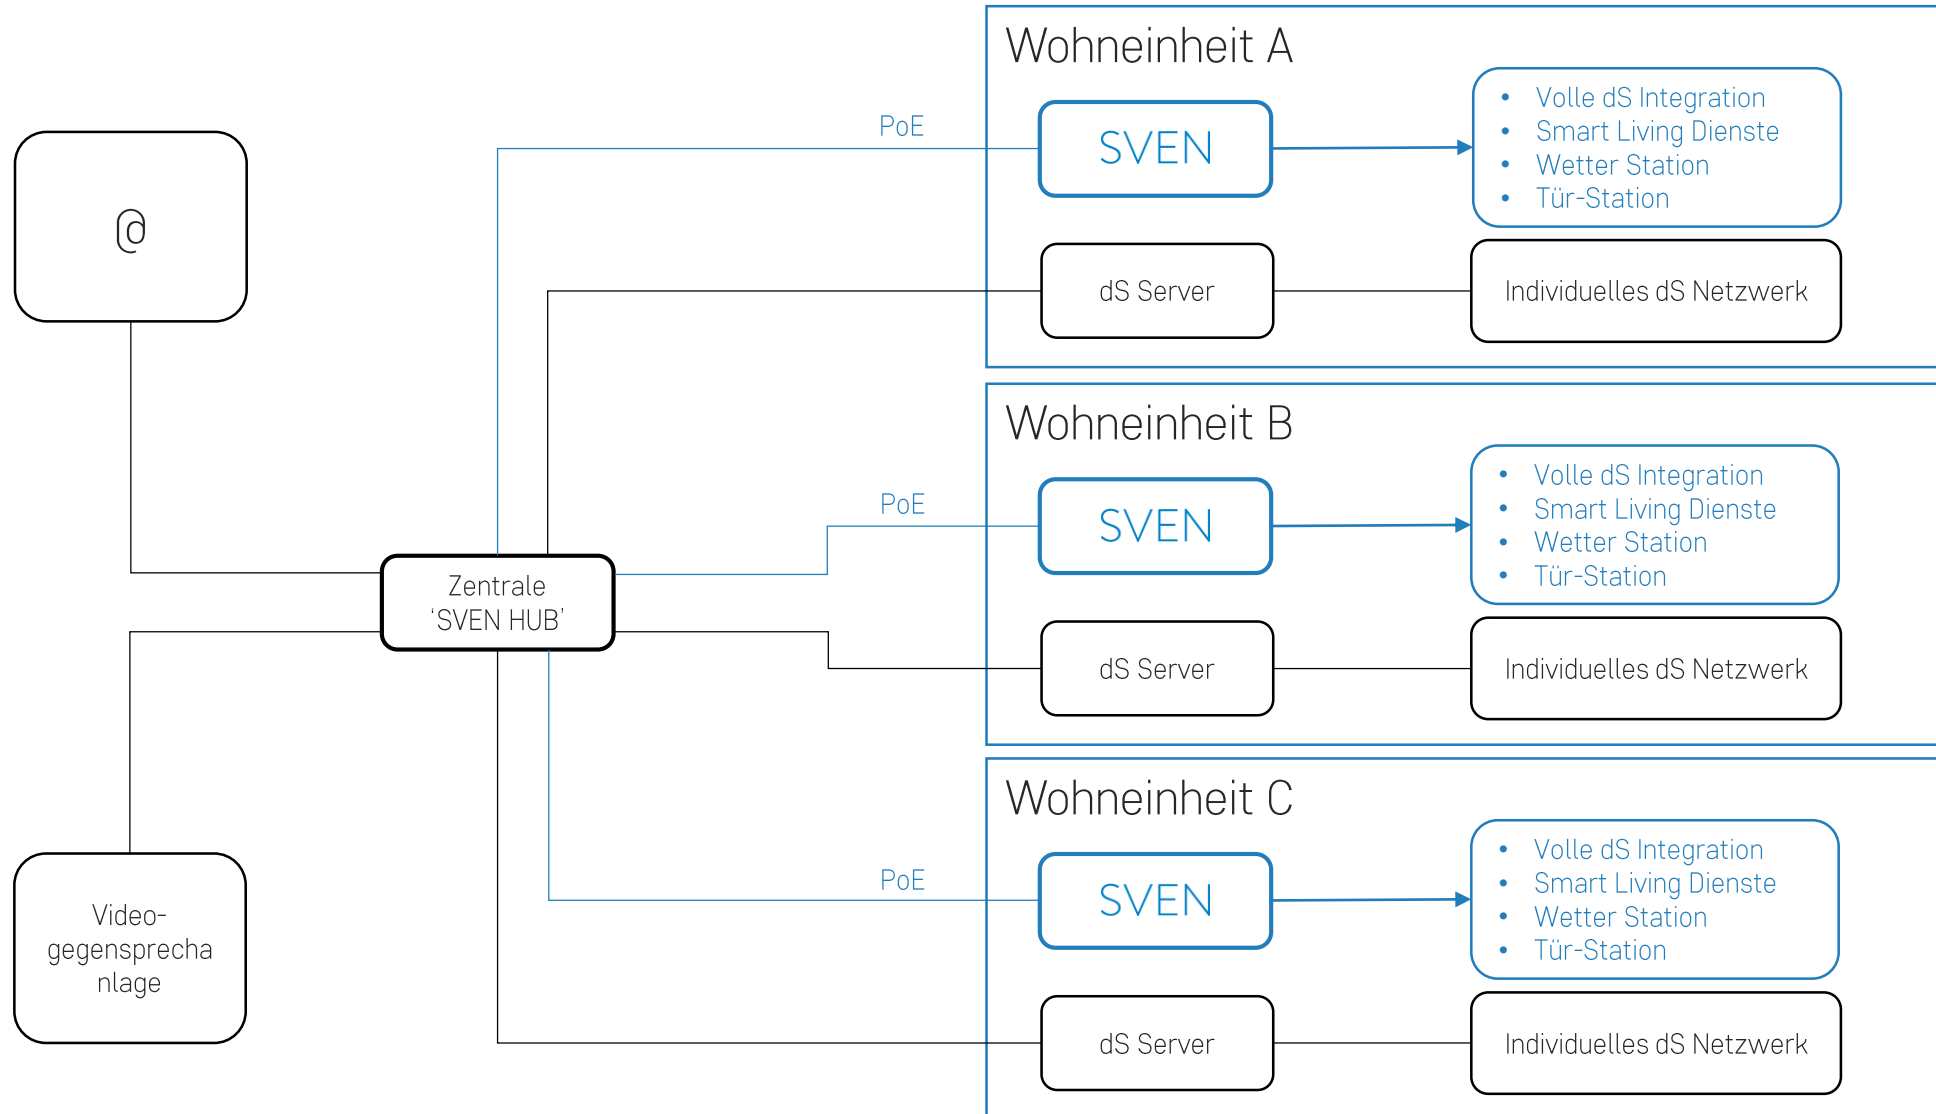 @
Video-
gegensprecha
nlage
Zentrale
‘SVEN HUB’
Wohneinheit A
PoE
SVEN
• Volle dS Integration
• Smart Living Dienste
• Wetter Station
• Tür-Station
dS Server
Individuelles dS Netzwerk
Wohneinheit B
PoE
SVEN
• Volle dS Integration
• Smart Living Dienste
• Wetter Station
• Tür-Station
dS Server
Individuelles dS Netzwerk
Wohneinheit C
PoE
SVEN
• Volle dS Integration
• Smart Living Dienste
• Wetter Station
• Tür-Station
dS Server
Individuelles dS Netzwerk